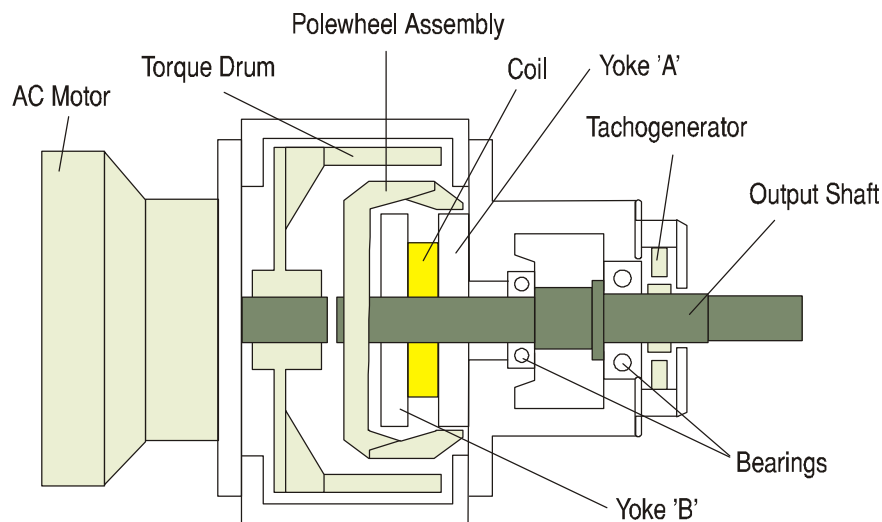 Polewheel Assembly
Torque Drum
Coil
Yoke 'A'
AC Motor
Tachogenerator
Output Shaft
Bearings
Yoke 'B'